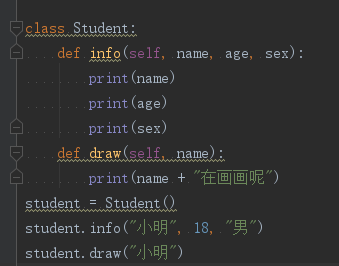 class Student:
    def info(self, name, age, sex):
        print(name)
        print(age)
        print(sex)
    def draw(self, name):
        print(name + "在画画呢")
student = Student()
student.info("小明", 18, "男")
student.draw("小明")